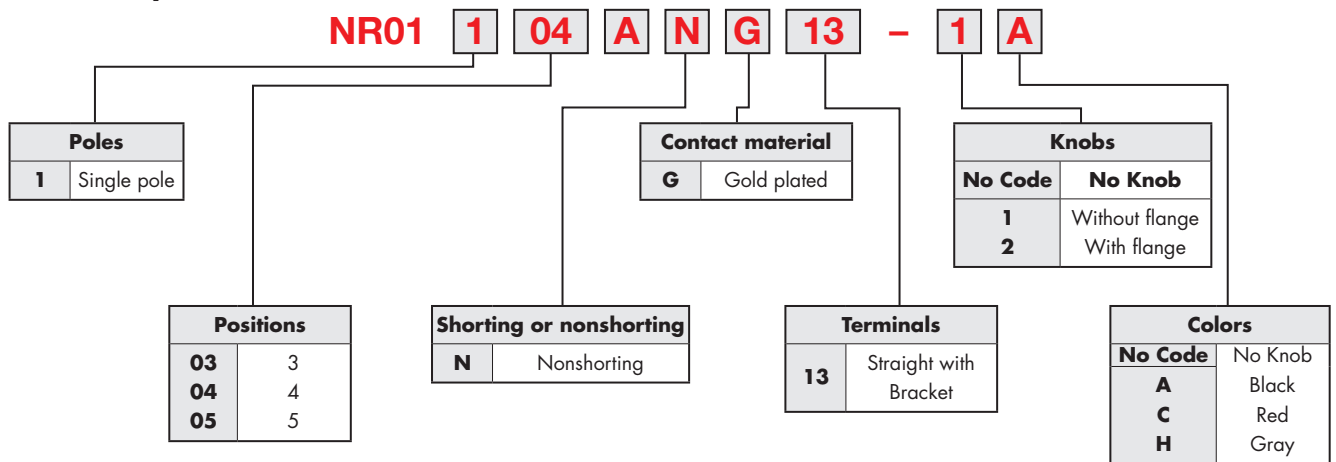 NR01 1 04 A N G 13 – 1 A
Poles
1 Single pole
Contact material
G Gold plated
Knobs
No Code No Knob
1 Without flange
2 With flange
Positions
03 3
04 4
05 5
Shorting or nonshorting
N Nonshorting
Terminals
13 Straight with
Bracket
Colors
No Code No Knob
A Black
C Red
H Gray